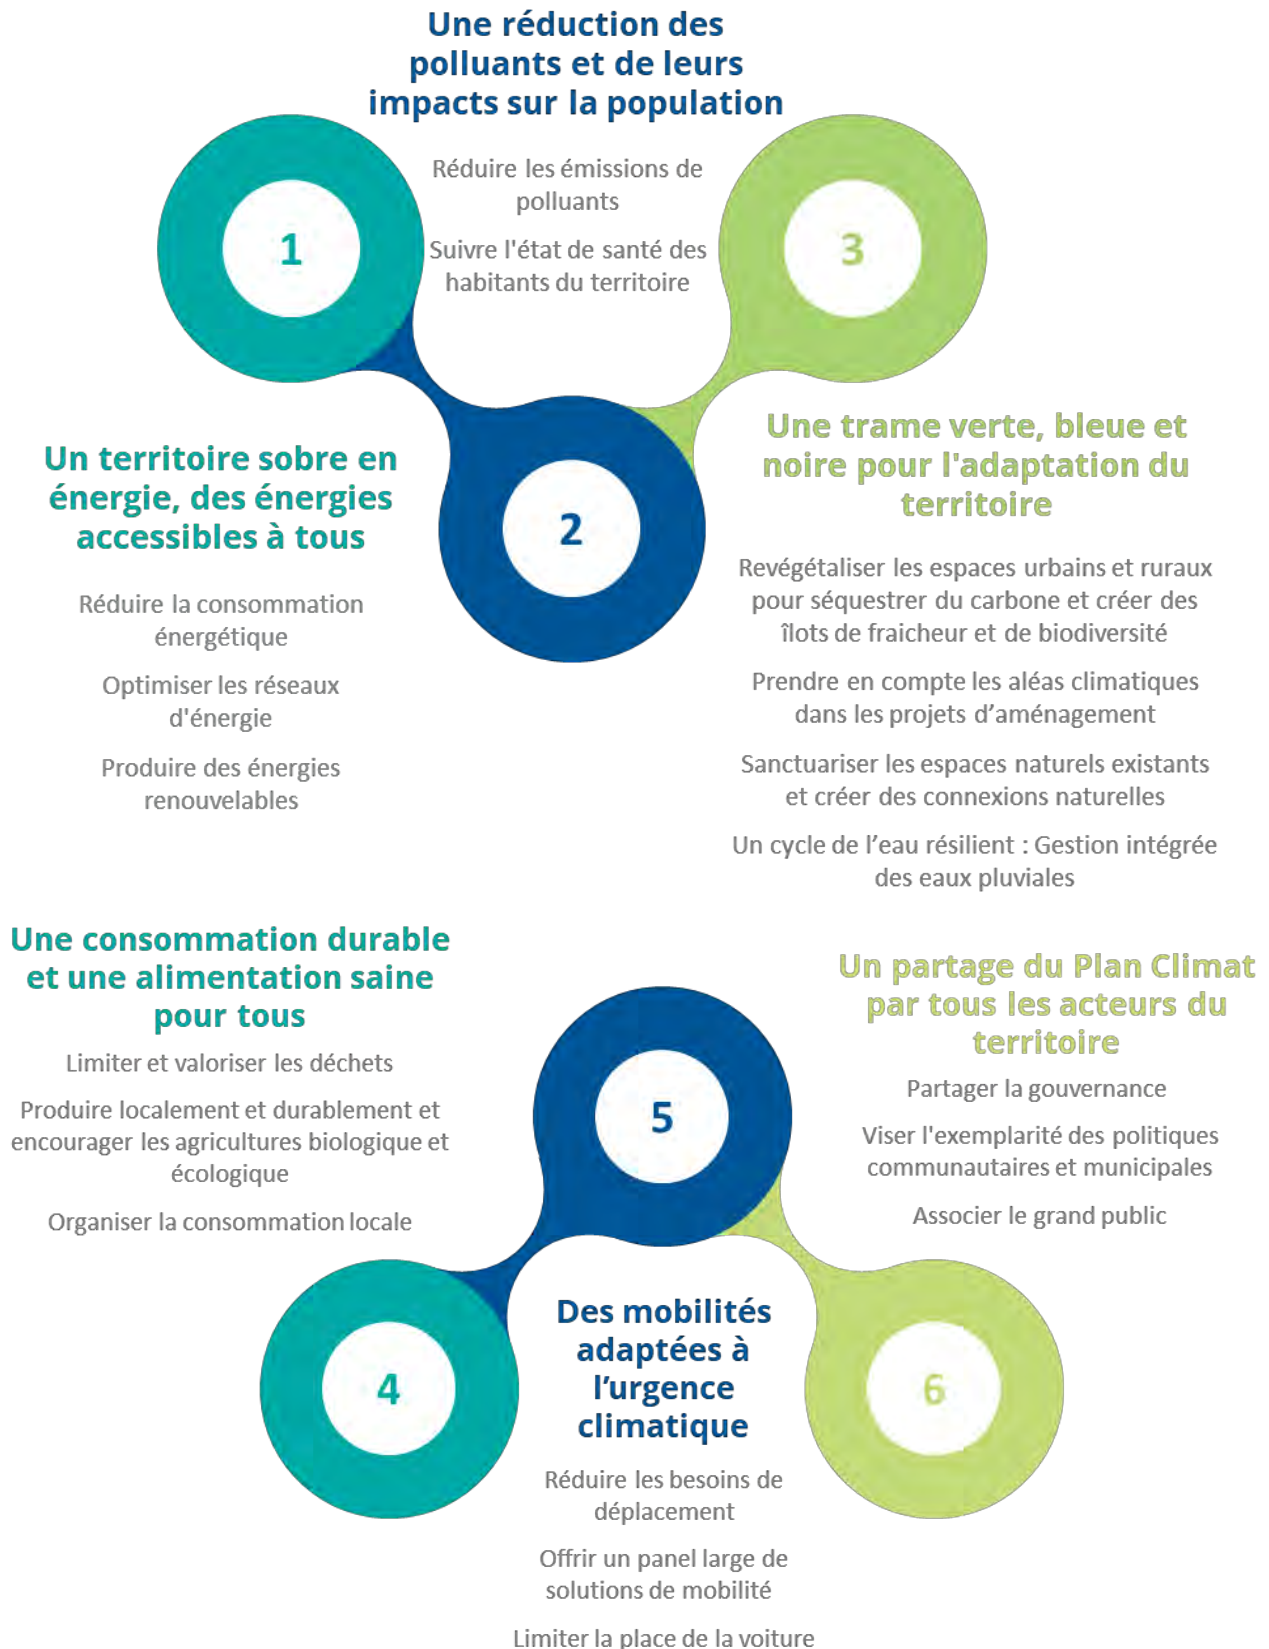 Une réduction des
polluants et de leurs
impacts sur la population
Réduire les émissions de
polluants
Suivre l'état de santé des
habitants du territoire
1
3
2
Un territoire sobre en
énergie, des énergies
accessibles à tous
Réduire la consommation
énergétique
Optimiser les réseaux
d'énergie
Produire des énergies
renouvelables
Une trame verte, bleue et
noire pour l'adaptation du
territoire
Revégétaliser les espaces urbains et ruraux
pour séquestrer du carbone et créer des
îlots de fraicheur et de biodiversité
Prendre en compte les aléas climatiques
dans les projets d’aménagement
Sanctuariser les espaces naturels existants
et créer des connexions naturelles
Un cycle de l’eau résilient : Gestion intégrée
des eaux pluviales
Une consommation durable
et une alimentation saine
pour tous
Limiter et valoriser les déchets
Produire localement et durablement et
encourager les agricultures biologique et
écologique
Organiser la consommation locale
Un partage du Plan Climat
par tous les acteurs du
territoire
Partager la gouvernance
Viser l'exemplarité des politiques
communautaires et municipales
Associer le grand public
5
4
6
Des mobilités
adaptées à
l’urgence
climatique
Réduire les besoins de
déplacement
Offrir un panel large de
solutions de mobilité
Limiter la place de la voiture